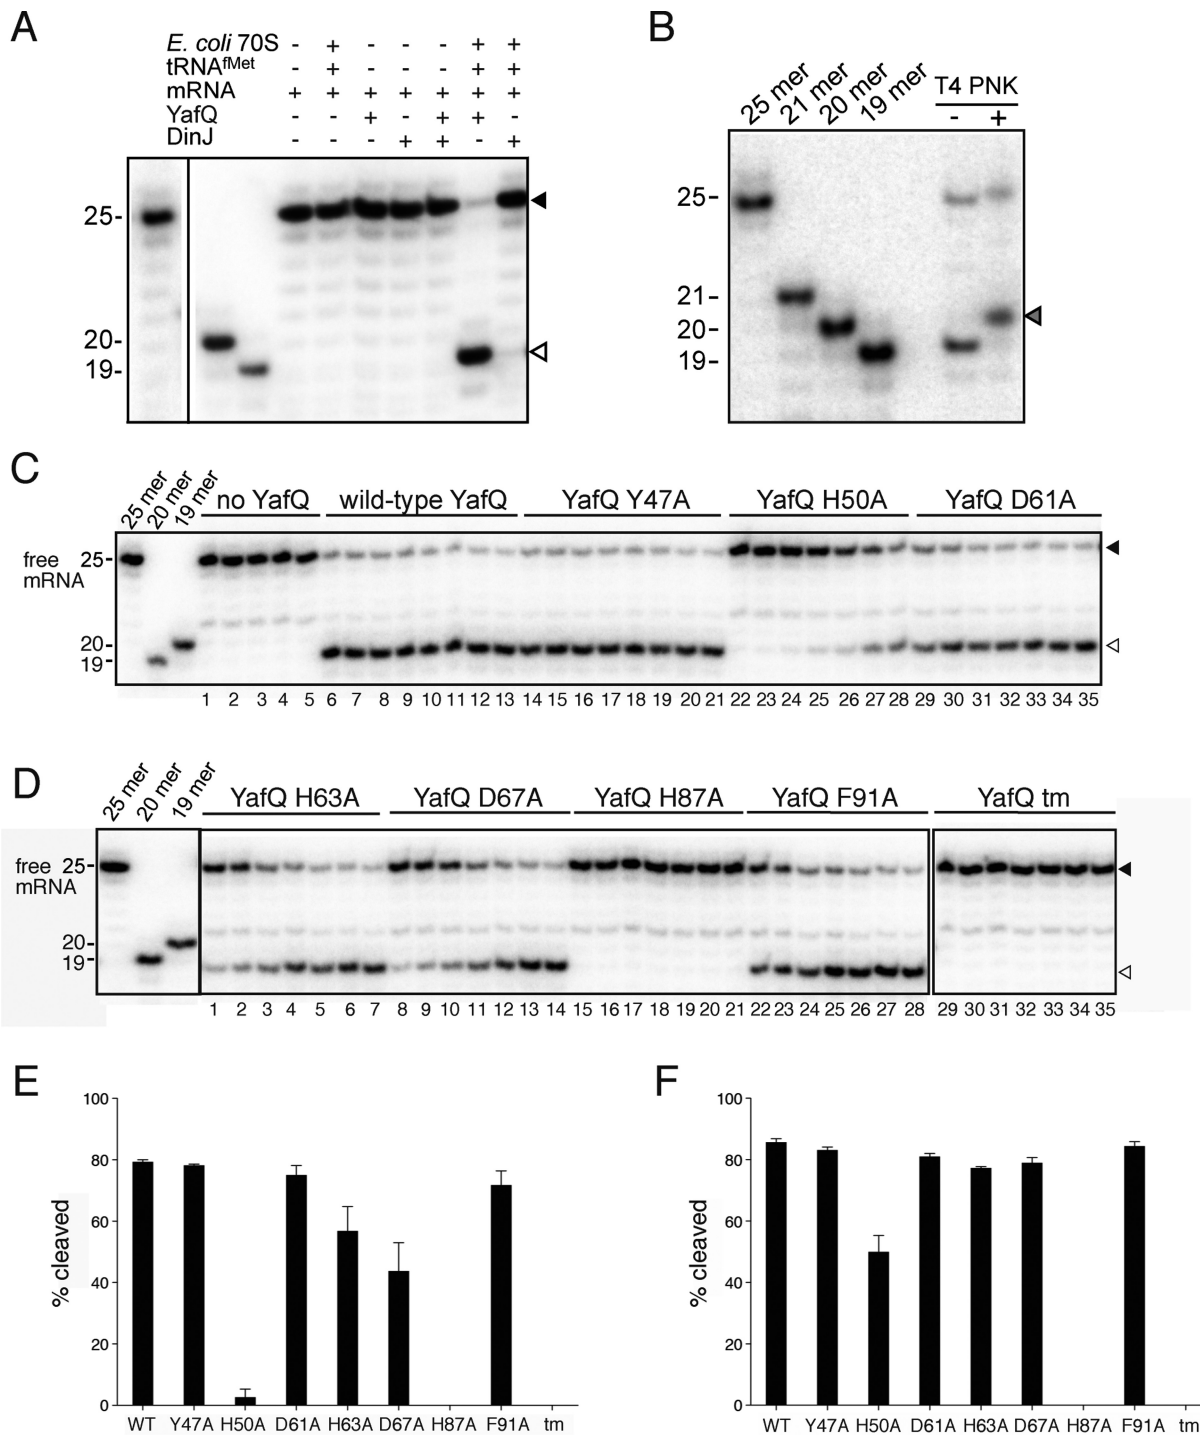 A
E. coli 70S - + - - - + +
tRNAfMet - + - - - + +
mRNA + + + + + + +
YafQ - - + - + + -
DinJ - - - + + - +
25-
20-
19-
B
25 mer 21 mer 20 mer 19 mer
T4 PNK
- +
25-
21-
20-
19-
C
25 mer 20 mer 19 mer
no YafQ wild-type YafQ YafQ Y47A YafQ H50A YafQ D61A
free mRNA
25-
20-
19-
1 2 3 4 5 6 7 8 9 10 11 12 13 14 15 16 17 18 19 20 21 22 23 24 25 26 27 28 29 30 31 32 33 34 35
D
25 mer 20 mer 19 mer
YafQ H63A YafQ D67A YafQ H87A YafQ F91A YafQ tm
free mRNA
25-
20-
19-
1 2 3 4 5 6 7 8 9 10 11 12 13 14 15 16 17 18 19 20 21 22 23 24 25 26 27 28 29 30 31 32 33 34 35
E
% cleaved
100
80
60
40
20
0
WT Y47A H50A D61A H63A D67A H87A F91A tm
F
% cleaved
100
80
60
40
20
0
WT Y47A H50A D61A H63A D67A H87A F91A tm